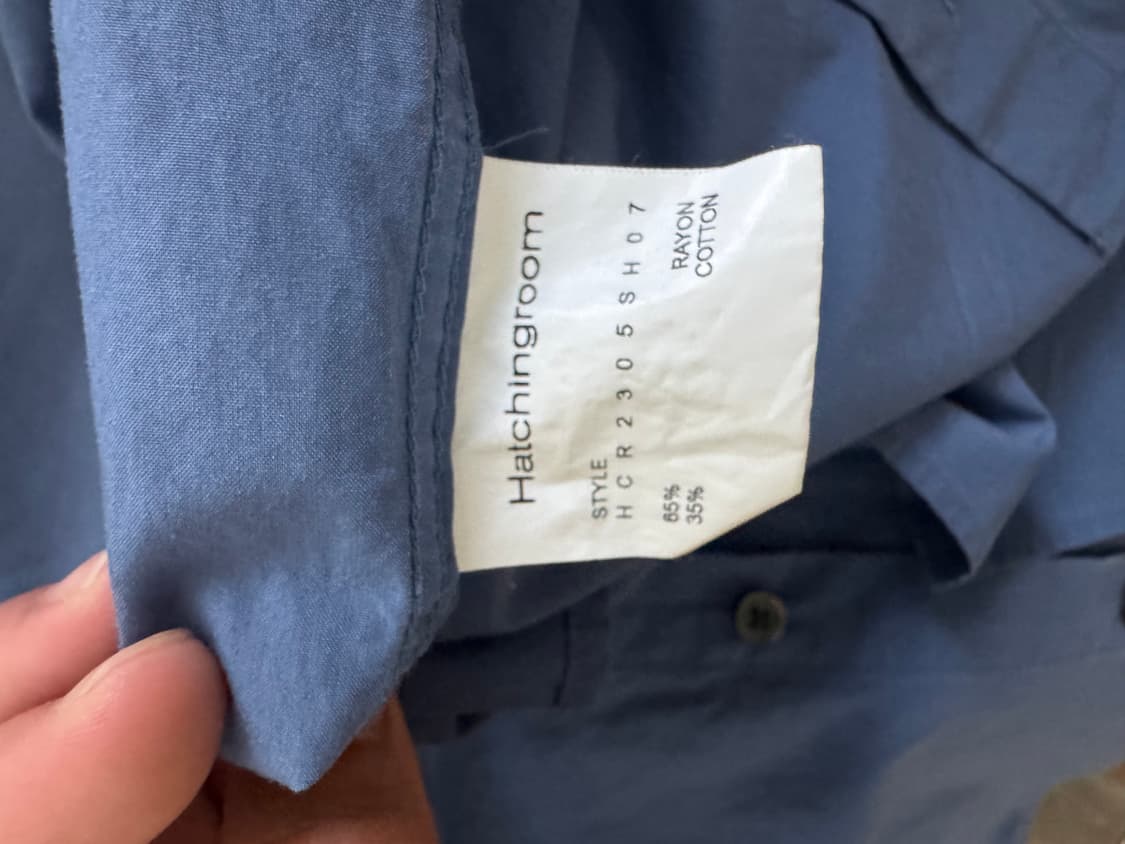 Hatchingroom
STYLE
H C R 2 3 0 5 S H 0 7
65% RAYON
35% COTTON